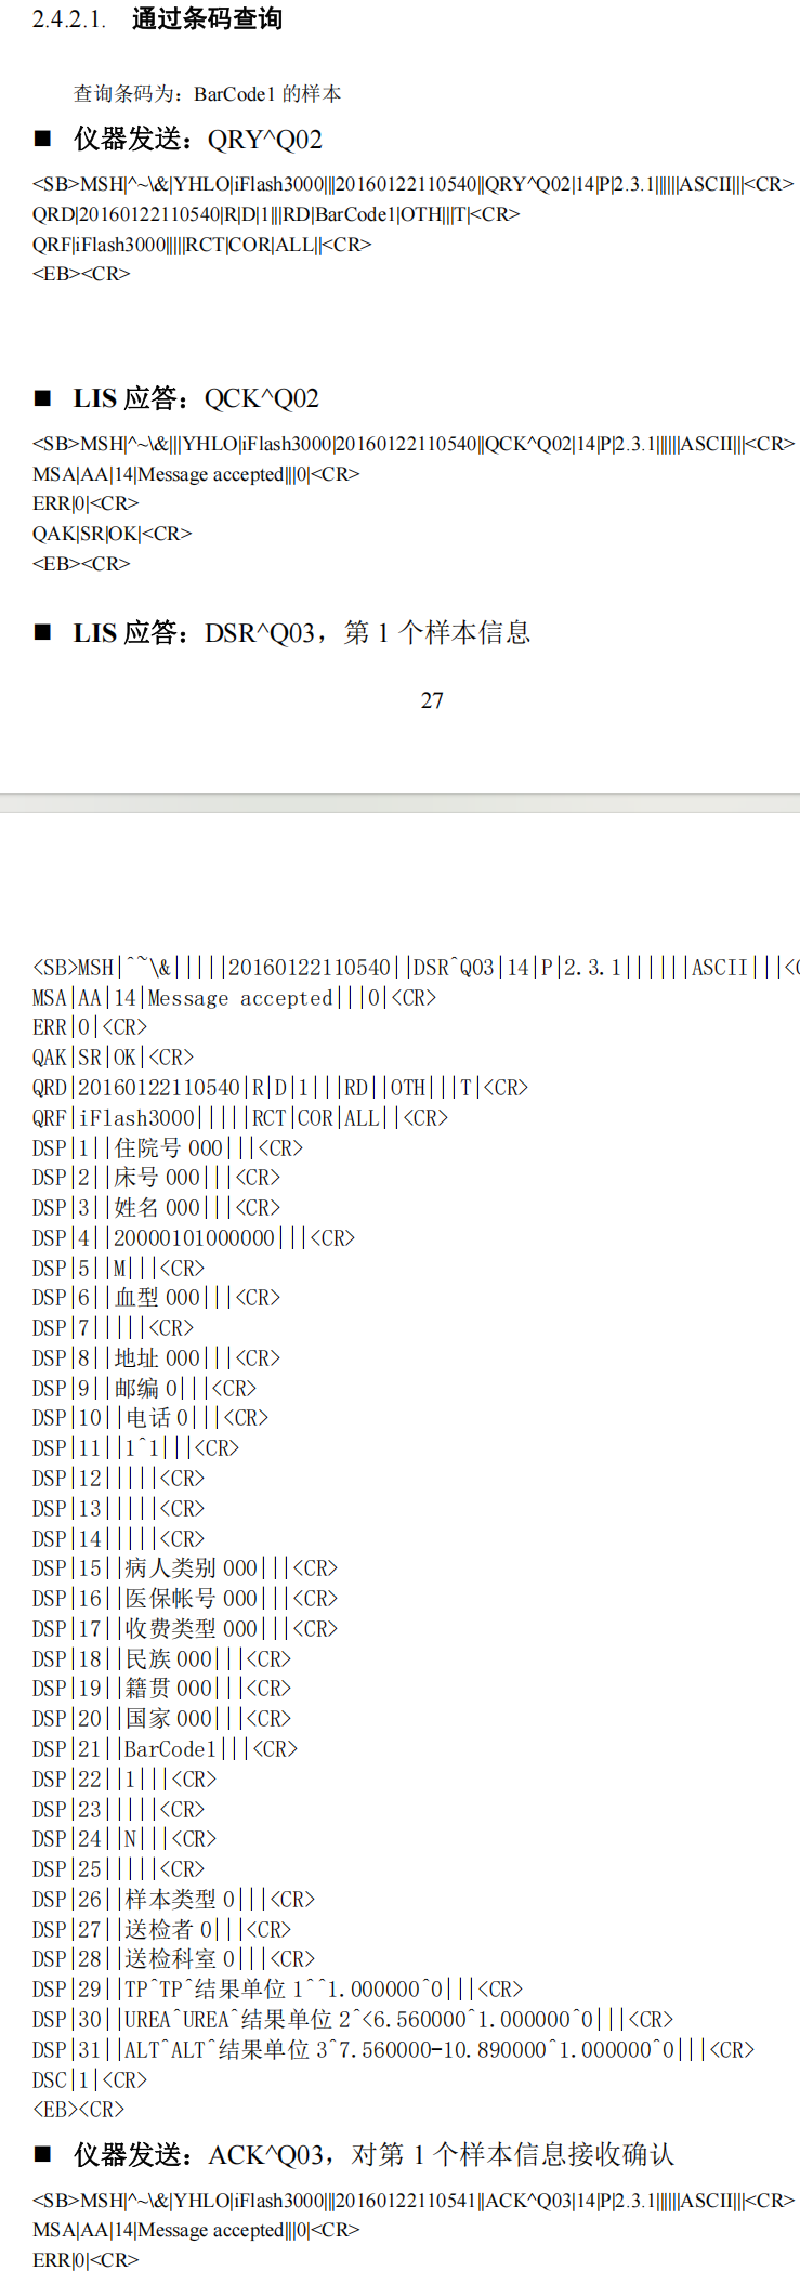 2.4.2.1. 通过条码查询
查询条码为：BarCode1 的样本
■ 仪器发送：QRY^Q02
<SB>MSH|^~\&|YHLO|iFlash3000|||20160122110540||QRY^Q02|14|P|2.3.1||||||ASCII|||<CR>
QRD|20160122110540|R|D|1|||RD|BarCode1|OTH|||T|<CR>
QRF|iFlash3000|||||RCT|COR|ALL||<CR>
<EB><CR>
■ LIS 应答：QCK^Q02
<SB>MSH|^~\&|||YHLO|iFlash3000|20160122110540||QCK^Q02|14|P|2.3.1||||||ASCII|||<CR>
MSA|AA|14|Message accepted|||0|<CR>
ERR|0|<CR>
QAK|SR|OK|<CR>
<EB><CR>
■ LIS 应答：DSR^Q03，第 1 个样本信息
27
<SB>MSH|^~\&|||||20160122110540||DSR^Q03|14|P|2.3.1||||||ASCII|||<C
MSA|AA|14|Message accepted|||0|<CR>
ERR|0|<CR>
QAK|SR|OK|<CR>
QRD|20160122110540|R|D|1|||RD||OTH|||T|<CR>
QRF|iFlash3000|||||RCT|COR|ALL||<CR>
DSP|1||住院号 000|||<CR>
DSP|2||床号 000|||<CR>
DSP|3||姓名 000|||<CR>
DSP|4||20000101000000|||<CR>
DSP|5||M|||<CR>
DSP|6||血型 000|||<CR>
DSP|7|||||<CR>
DSP|8||地址 000|||<CR>
DSP|9||邮编 0|||<CR>
DSP|10||电话 0|||<CR>
DSP|11||1^1|||<CR>
DSP|12|||||<CR>
DSP|13|||||<CR>
DSP|14|||||<CR>
DSP|15||病人类别 000|||<CR>
DSP|16||医保帐号 000|||<CR>
DSP|17||收费类型 000|||<CR>
DSP|18||民族 000|||<CR>
DSP|19||籍贯 000|||<CR>
DSP|20||国家 000|||<CR>
DSP|21||BarCode1|||<CR>
DSP|22||1|||<CR>
DSP|23|||||<CR>
DSP|24||N|||<CR>
DSP|25|||||<CR>
DSP|26||样本类型 0|||<CR>
DSP|27||送检者 0|||<CR>
DSP|28||送检科室 0|||<CR>
DSP|29||TP^TP^结果单位 1^^1.000000^0|||<CR>
DSP|30||UREA^UREA^结果单位 2^<6.560000^1.000000^0|||<CR>
DSP|31||ALT^ALT^结果单位 3^7.560000-10.890000^1.000000^0|||<CR>
DSC|1|<CR>
<EB><CR>
■ 仪器发送：ACK^Q03，对第 1 个样本信息接收确认
<SB>MSH|^~\&|YHLO|iFlash3000|||20160122110541||ACK^Q03|14|P|2.3.1||||||ASCII|||<CR>
MSA|AA|14|Message accepted|||0|<CR>
ERR|0|<CR>